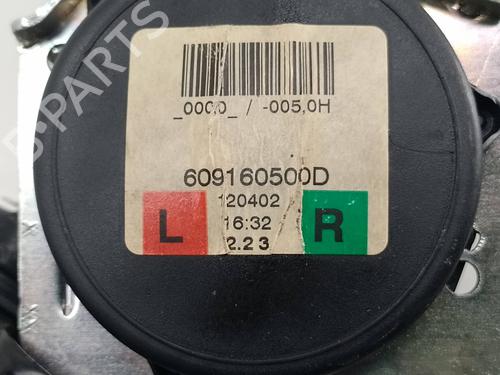 _0000_ / -005,0H
609160500D
120402
L 16:32 R
2.2 3
B-PARTS